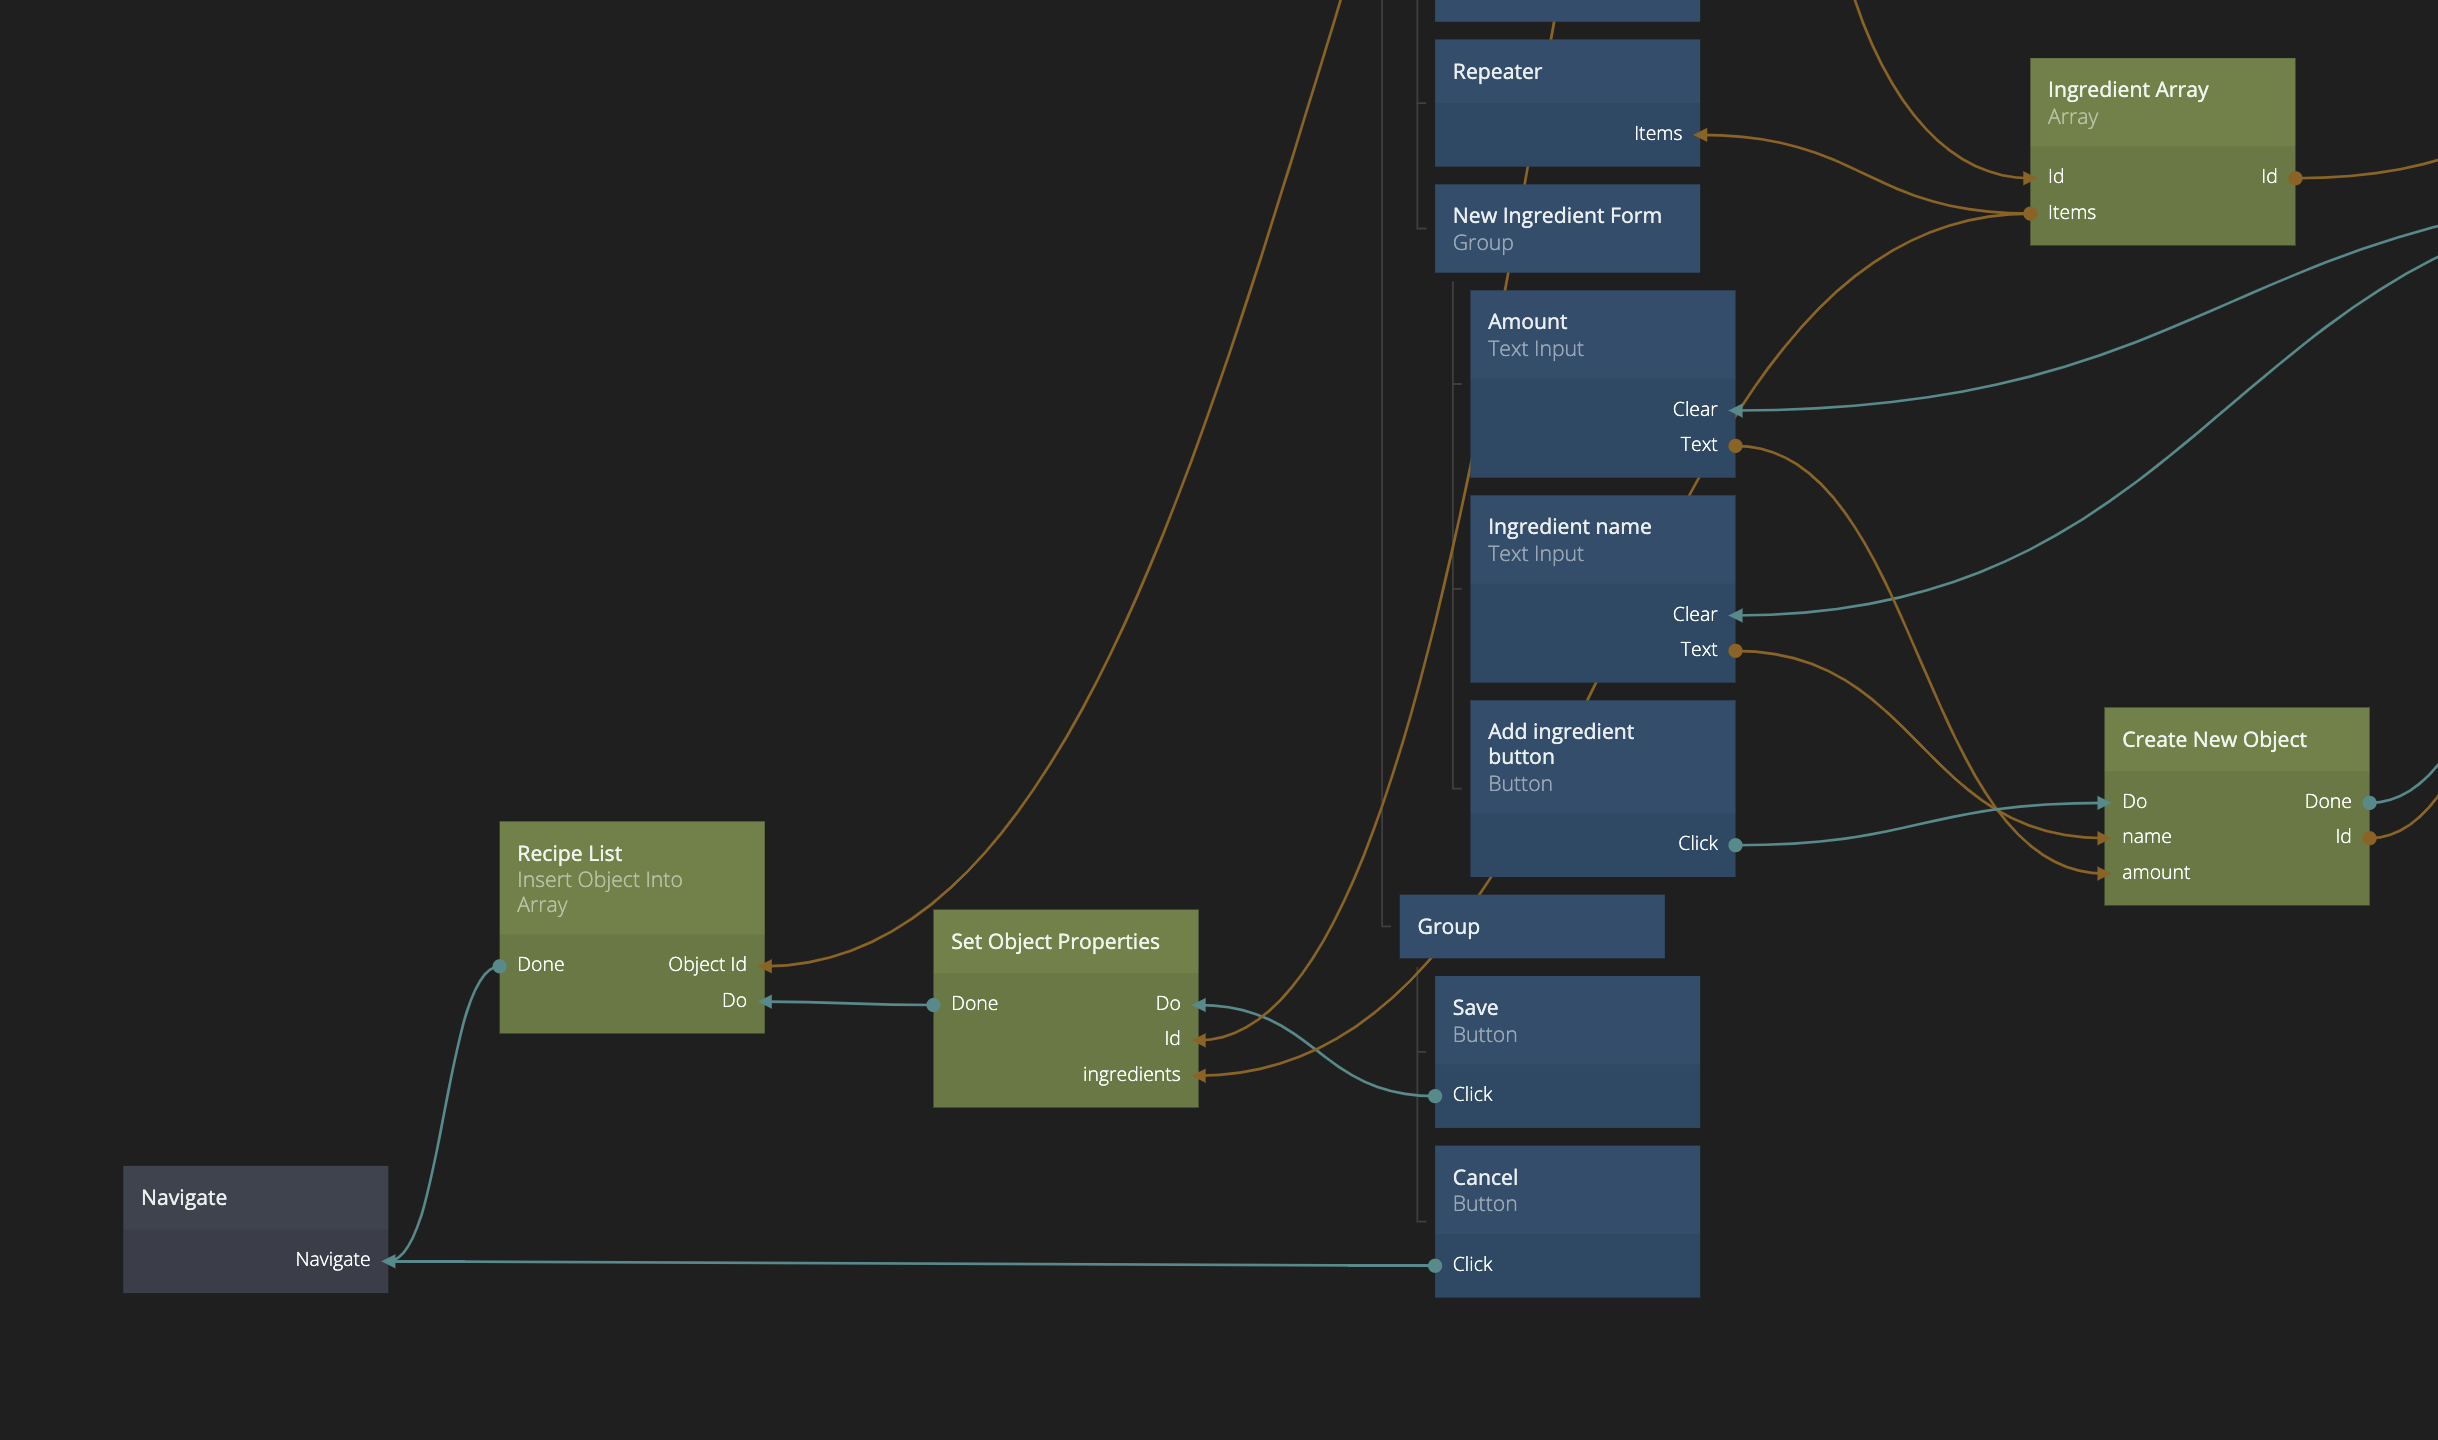 Repeater
Items
New Ingredient Form
Group
Amount
Text Input
Clear
Text
Ingredient name
Text Input
Clear
Text
Add ingredient
button
Button
Click
Group
Save
Button
Click
Cancel
Button
Click
Ingredient Array
Array
Id Id
Items
Create New Object
Do Done
name Id
amount
Recipe List
Insert Object Into
Array
Done Object Id
Do
Set Object Properties
Done Do
Id
ingredients
Navigate
Navigate